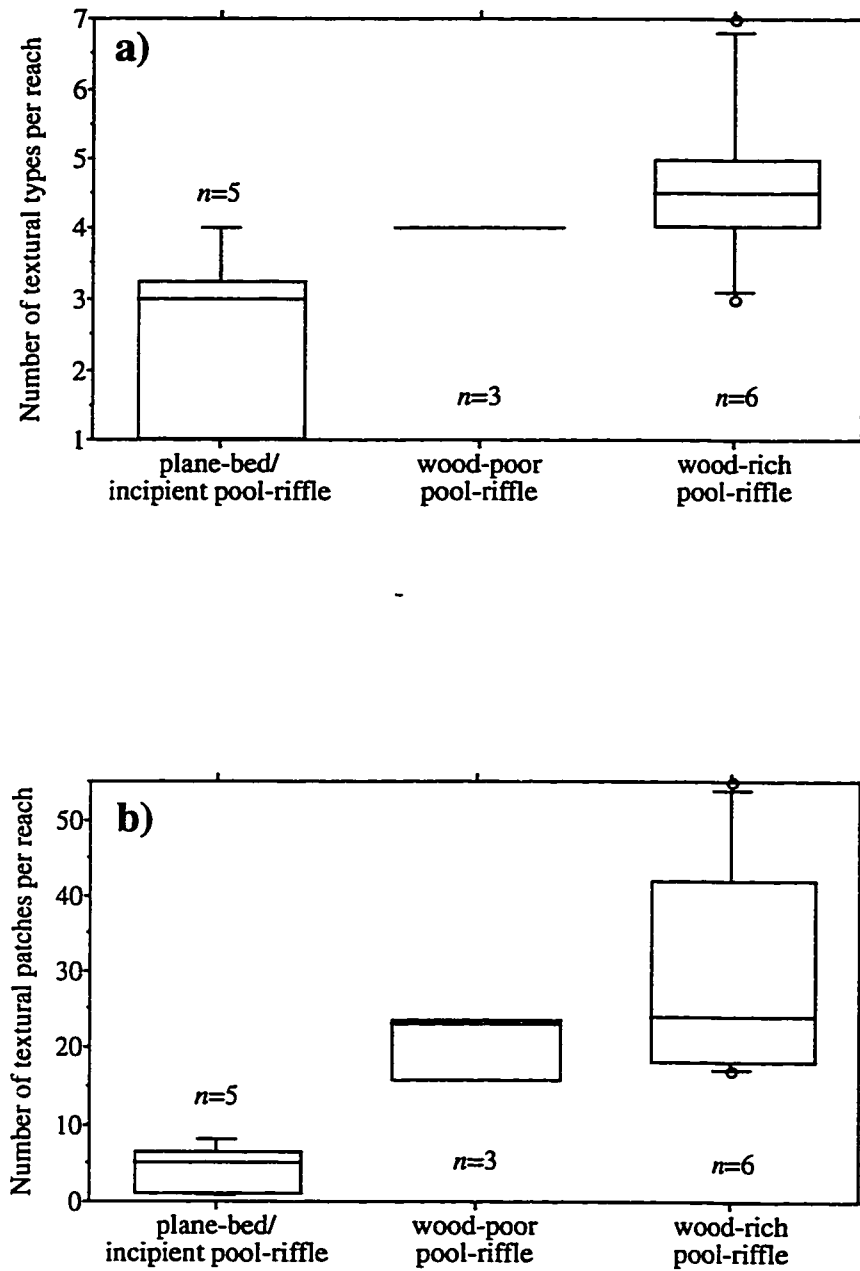 a)
Number of textural types per reach
7
6
5
4
3
2
1
n=5
n=3
n=6
plane-bed/
incipient pool-riffle
wood-poor
pool-riffle
wood-rich
pool-riffle
b)
Number of textural patches per reach
50
40
30
20
10
0
n=5
n=3
n=6
plane-bed/
incipient pool-riffle
wood-poor
pool-riffle
wood-rich
pool-riffle